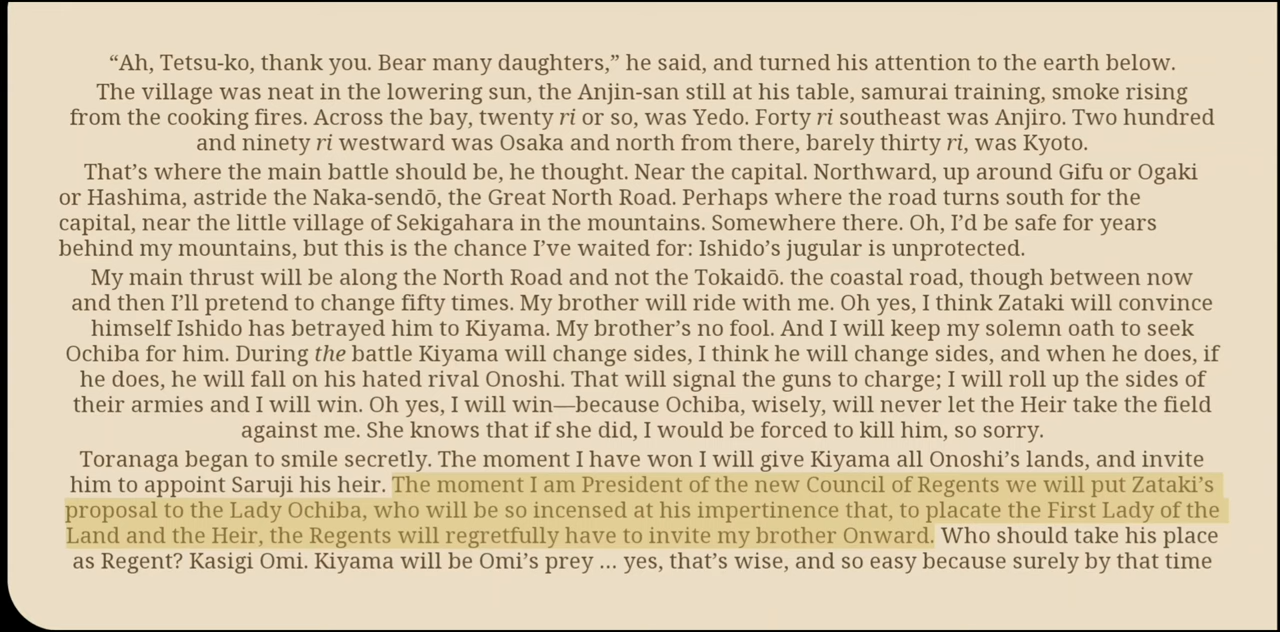 “Ah, Tetsu-ko, thank you. Bear many daughters,” he said, and turned his attention to the earth below.
The village was neat in the lowering sun, the Anjin-san still at his table, samurai training, smoke rising
from the cooking fires. Across the bay, twenty ri or so, was Yedo. Forty ri southeast was Anjiro. Two hundred
and ninety ri westward was Osaka and north from there, barely thirty ri, was Kyoto.
That’s where the main battle should be, he thought. Near the capital. Northward, up around Gifu or Ogaki
or Hashima, astride the Naka-sendō, the Great North Road. Perhaps where the road turns south for the
capital, near the little village of Sekigahara in the mountains. Somewhere there. Oh, I’d be safe for years
behind my mountains, but this is the chance I’ve waited for: Ishido’s jugular is unprotected.
My main thrust will be along the North Road and not the Tokaidō. the coastal road, though between now
and then I’ll pretend to change fifty times. My brother will ride with me. Oh yes, I think Zataki will convince
himself Ishido has betrayed him to Kiyama. My brother’s no fool. And I will keep my solemn oath to seek
Ochiba for him. During the battle Kiyama will change sides, I think he will change sides, and when he does, if
he does, he will fall on his hated rival Onoshi. That will signal the guns to charge; I will roll up the sides of
their armies and I will win. Oh yes, I will win—because Ochiba, wisely, will never let the Heir take the field
against me. She knows that if she did, I would be forced to kill him, so sorry.
Toranaga began to smile secretly. The moment I have won I will give Kiyama all Onoshi’s lands, and invite
him to appoint Saruji his heir. The moment I am President of the new Council of Regents we will put Zataki’s
proposal to the Lady Ochiba, who will be so incensed at his impertinence that, to placate the First Lady of the
Land and the Heir, the Regents will regretfully have to invite my brother Onward. Who should take his place
as Regent? Kasigi Omi. Kiyama will be Omi’s prey … yes, that’s wise, and so easy because surely by that time